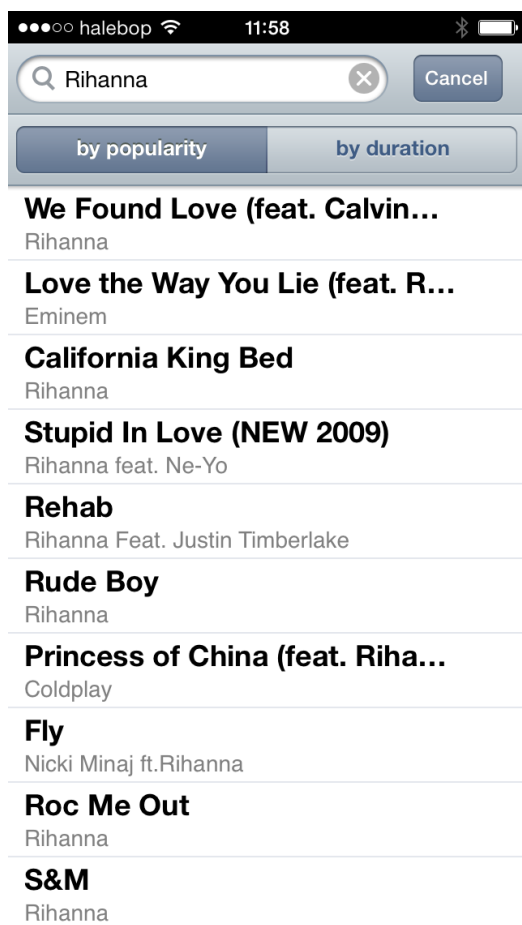 halebop 11:58
Rihanna Cancel
by popularity by duration
We Found Love (feat. Calvin...
Rihanna
Love the Way You Lie (feat. R...
Eminem
California King Bed
Rihanna
Stupid In Love (NEW 2009)
Rihanna feat. Ne-Yo
Rehab
Rihanna Feat. Justin Timberlake
Rude Boy
Rihanna
Princess of China (feat. Riha...
Coldplay
Fly
Nicki Minaj ft.Rihanna
Roc Me Out
Rihanna
S&M
Rihanna